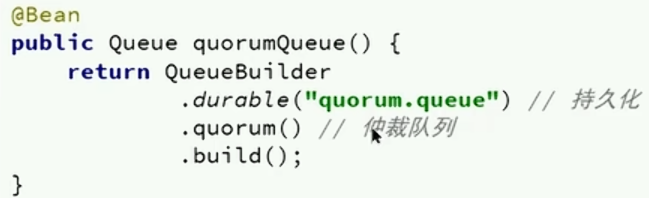 @Bean
public Queue quorumQueue() {
    return QueueBuilder
            .durable("quorum.queue") // 持久化
            .quorum() // 仲裁队列
            .build();
}